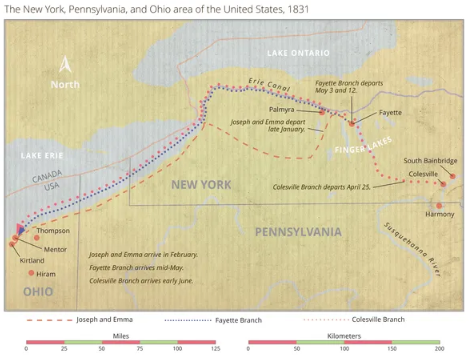 The New York, Pennsylvania, and Ohio area of the United States, 1831
LAKE ONTARIO
North
Erie Canal
Fayette Branch departs
May 3 and 12.
Palmyra
Fayette
Joseph and Emma depart
late January.
FINGER LAKES
LAKE ERIE
CANADA
USA
South Bainbridge
Colesville
NEW YORK
Colesville Branch departs April 25.
Harmony
Susquehanna River
PENNSYLVANIA
Thompson
Mentor
Kirtland
Hiram
OHIO
Joseph and Emma arrive in February.
Fayette Branch arrives mid-May.
Colesville Branch arrives early June.
Joseph and Emma
Fayette Branch
Colesville Branch
Miles
0 25 50 75 100 125
Kilometers
0 50 100 150 200